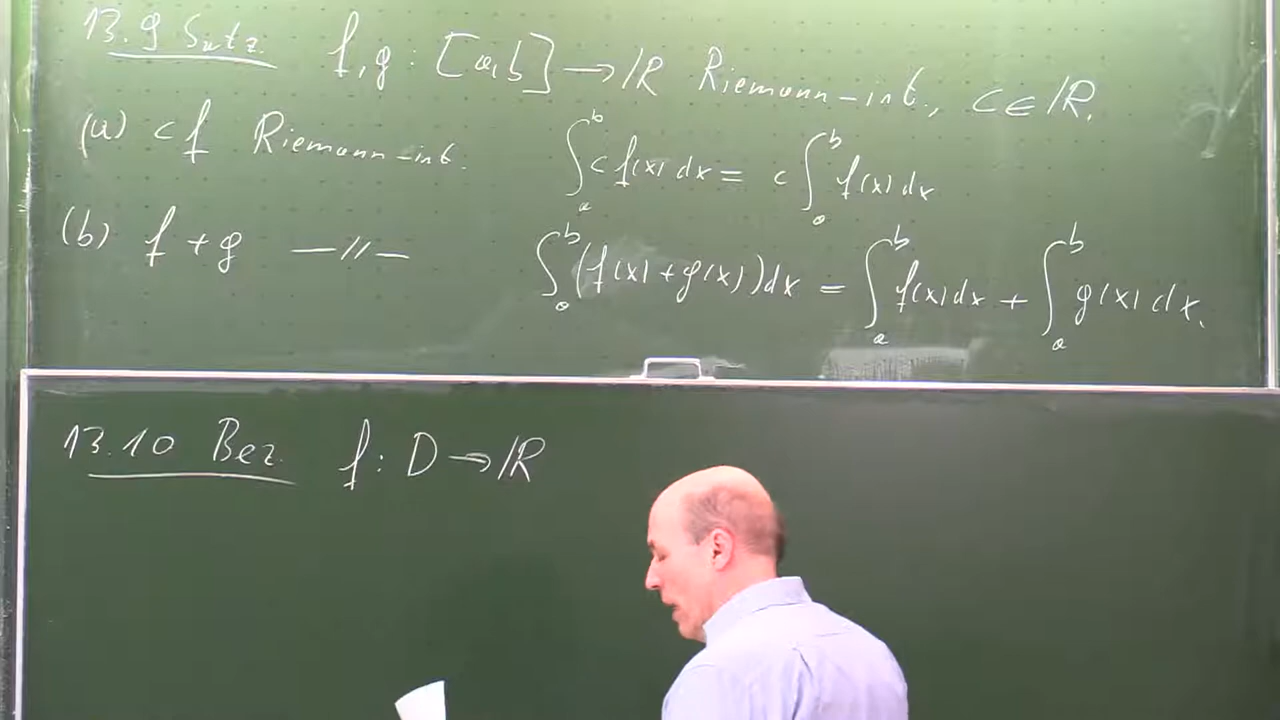 13.9 Satz. f, g : [a,b] → ℝ Riemann-int., c ∈ ℝ.
(a) cf Riemann-int. ∫_a^b c f(x) dx = c ∫_a^b f(x) dx
(b) f + g —//— ∫_a^b (f(x) + g(x)) dx = ∫_a^b f(x) dx + ∫_a^b g(x) dx.
13.10 Bez. f : D → ℝ